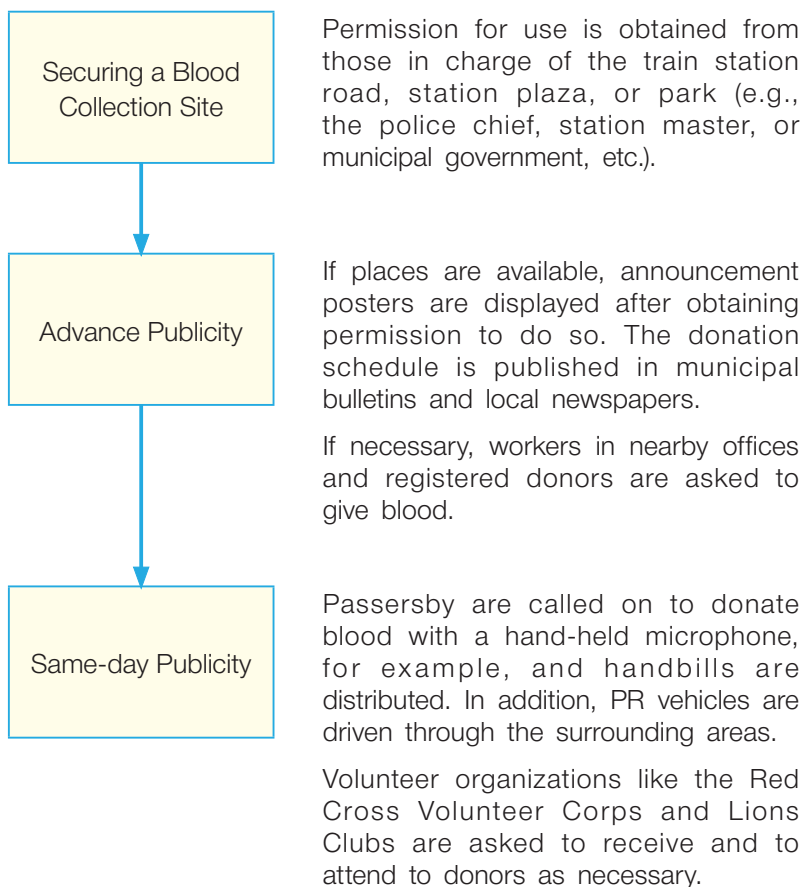 Securing a Blood
Collection Site
Permission for use is obtained from
those in charge of the train station
road, station plaza, or park (e.g.,
the police chief, station master, or
municipal government, etc.).
Advance Publicity
If places are available, announcement
posters are displayed after obtaining
permission to do so. The donation
schedule is published in municipal
bulletins and local newspapers.
If necessary, workers in nearby offices
and registered donors are asked to
give blood.
Same-day Publicity
Passersby are called on to donate
blood with a hand-held microphone,
for example, and handbills are
distributed. In addition, PR vehicles are
driven through the surrounding areas.
Volunteer organizations like the Red
Cross Volunteer Corps and Lions
Clubs are asked to receive and to
attend to donors as necessary.